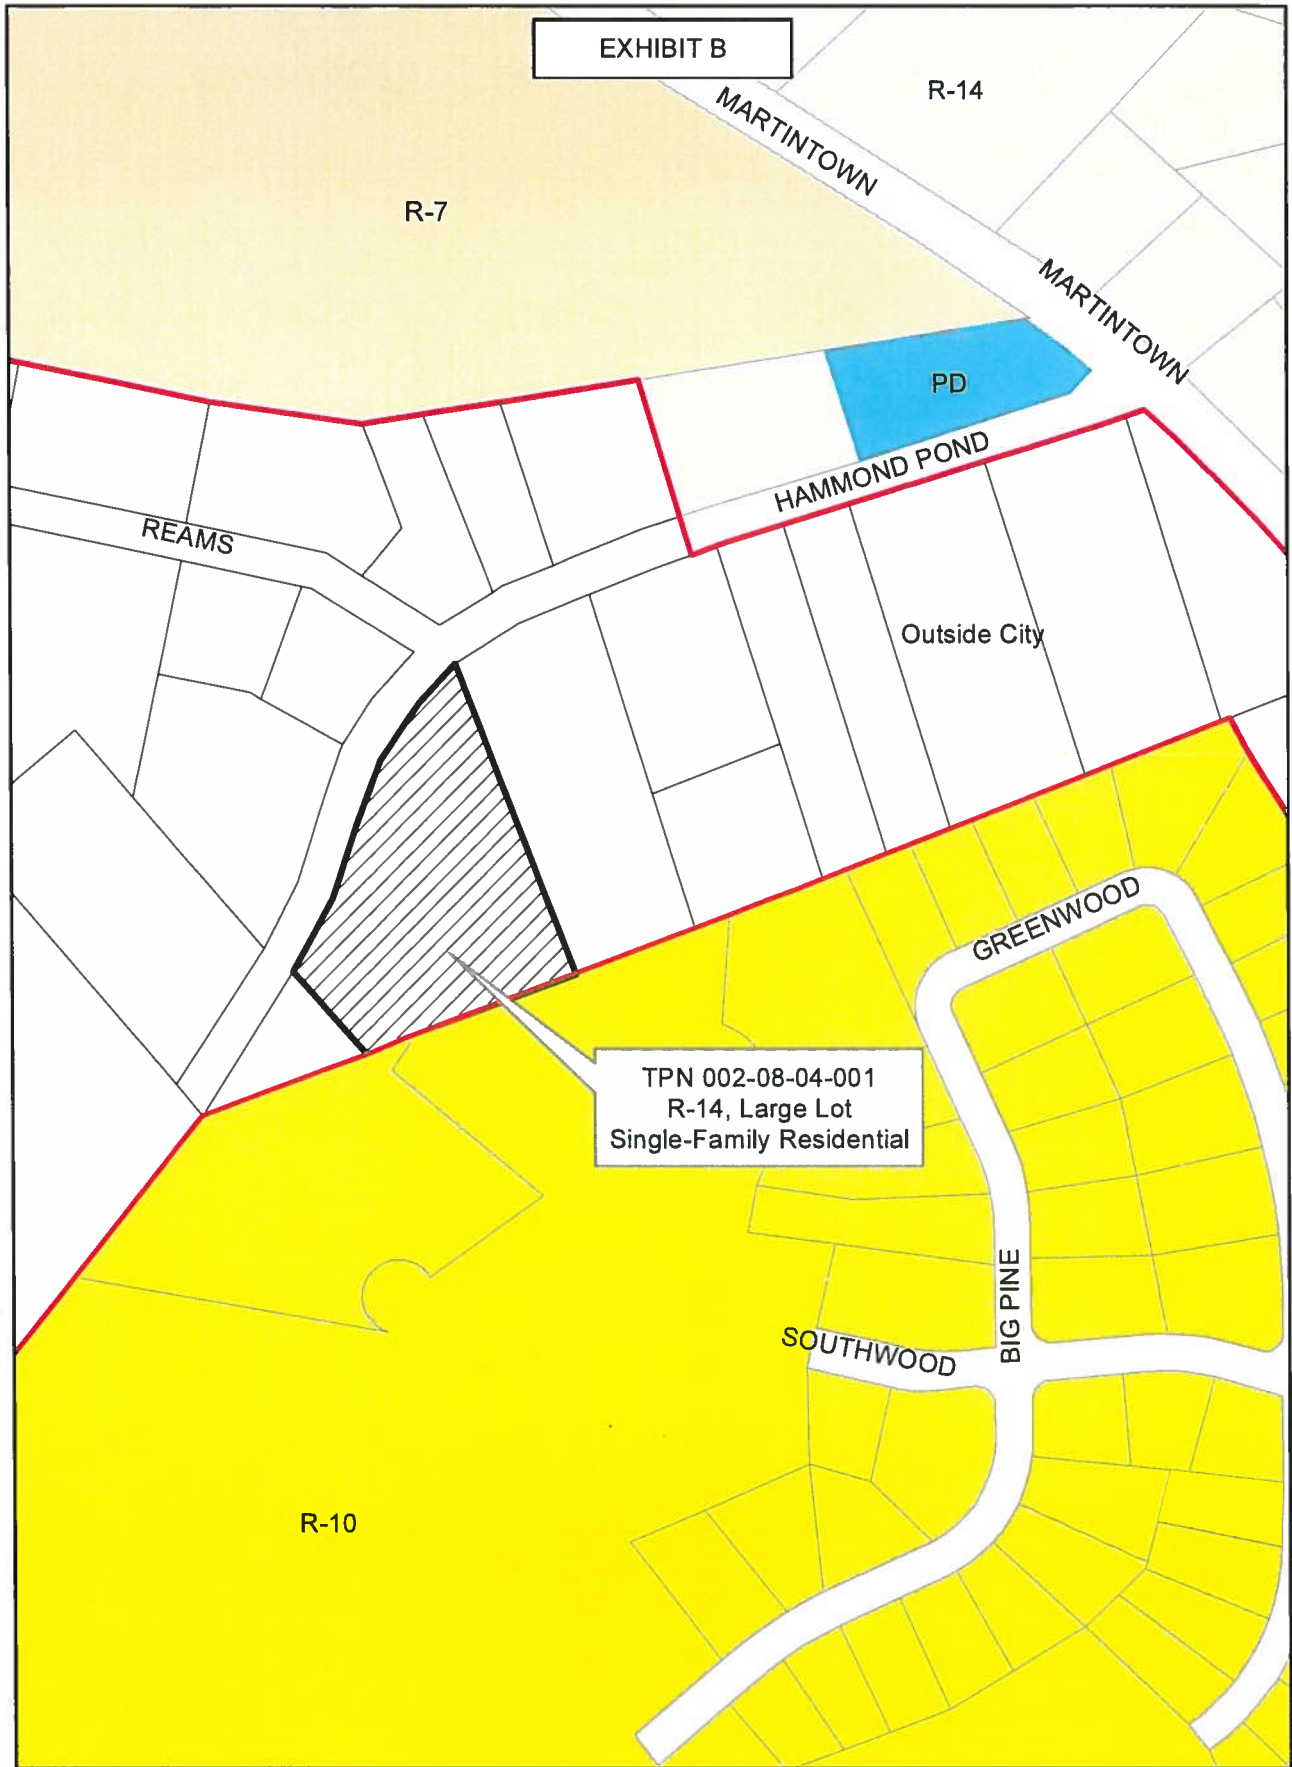 EXHIBIT B
R-14
MARTINTOWN
R-7
MARTINTOWN
PD
HAMMOND POND
REAMS
Outside City
GREENWOOD
TPN 002-08-04-001
R-14, Large Lot
Single-Family Residential
BIG PINE
SOUTHWOOD
R-10